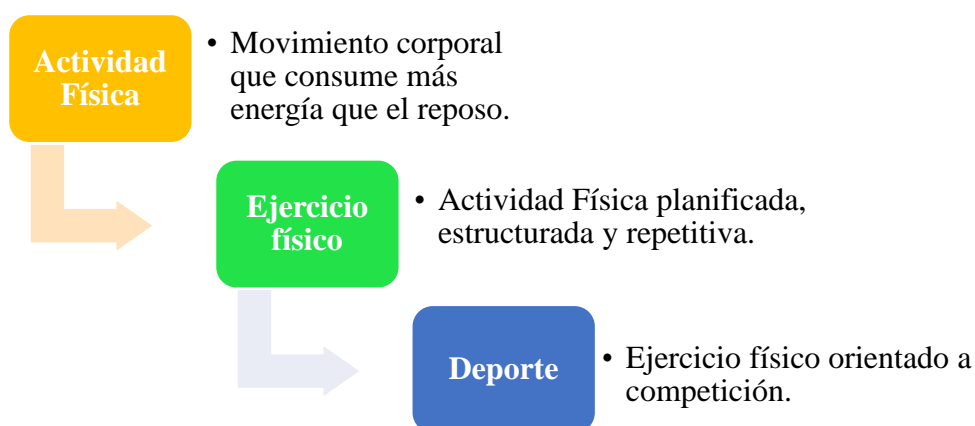 Actividad
Física
• Movimiento corporal
que consume más
energía que el reposo.
Ejercicio
físico
• Actividad Física planificada,
estructurada y repetitiva.
Deporte
• Ejercicio físico orientado a
competición.